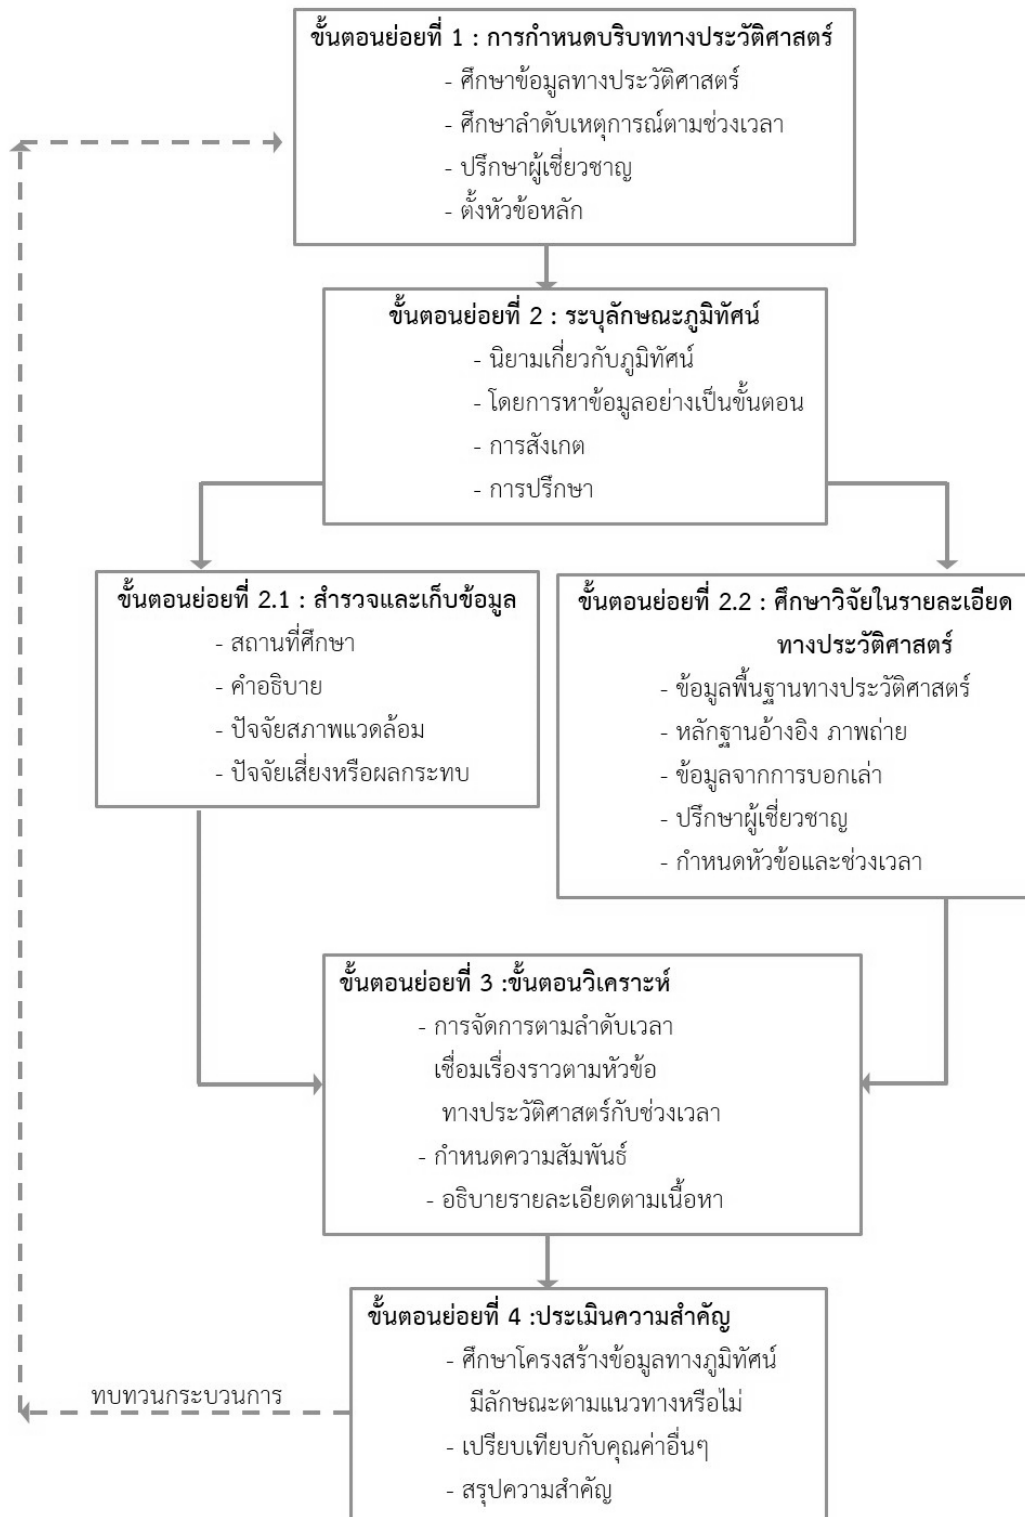 ขั้นตอนย่อยที่ 1 : การกำหนดบริบททางประวัติศาสตร์
- ศึกษาข้อมูลทางประวัติศาสตร์
- ศึกษาลำดับเหตุการณ์ตามช่วงเวลา
- ปรึกษาผู้เชี่ยวชาญ
- ตั้งหัวข้อหลัก
ขั้นตอนย่อยที่ 2 : ระบุลักษณะภูมิทัศน์
- นิยามเกี่ยวกับภูมิทัศน์
- โดยการหาข้อมูลอย่างเป็นขั้นตอน
- การสังเกต
- การปรึกษา
ขั้นตอนย่อยที่ 2.1 : สำรวจและเก็บข้อมูล
- สถานที่ศึกษา
- คำอธิบาย
- ปัจจัยสภาพแวดล้อม
- ปัจจัยเสี่ยงหรือผลกระทบ
ขั้นตอนย่อยที่ 2.2 : ศึกษาวิจัยในรายละเอียด
ทางประวัติศาสตร์
- ข้อมูลพื้นฐานทางประวัติศาสตร์
- หลักฐานอ้างอิง ภาพถ่าย
- ข้อมูลจากการบอกเล่า
- ปรึกษาผู้เชี่ยวชาญ
- กำหนดหัวข้อและช่วงเวลา
ขั้นตอนย่อยที่ 3 :ขั้นตอนวิเคราะห์
- การจัดการตามลำดับเวลา
เชื่อมเรื่องราวตามหัวข้อ
ทางประวัติศาสตร์กับช่วงเวลา
- กำหนดความสัมพันธ์
- อธิบายรายละเอียดตามเนื้อหา
ขั้นตอนย่อยที่ 4 :ประเมินความสำคัญ
- ศึกษาโครงสร้างข้อมูลทางภูมิทัศน์
มีลักษณะตามแนวทางหรือไม่
- เปรียบเทียบกับคุณค่าอื่นๆ
- สรุปความสำคัญ
ทบทวนกระบวนการ